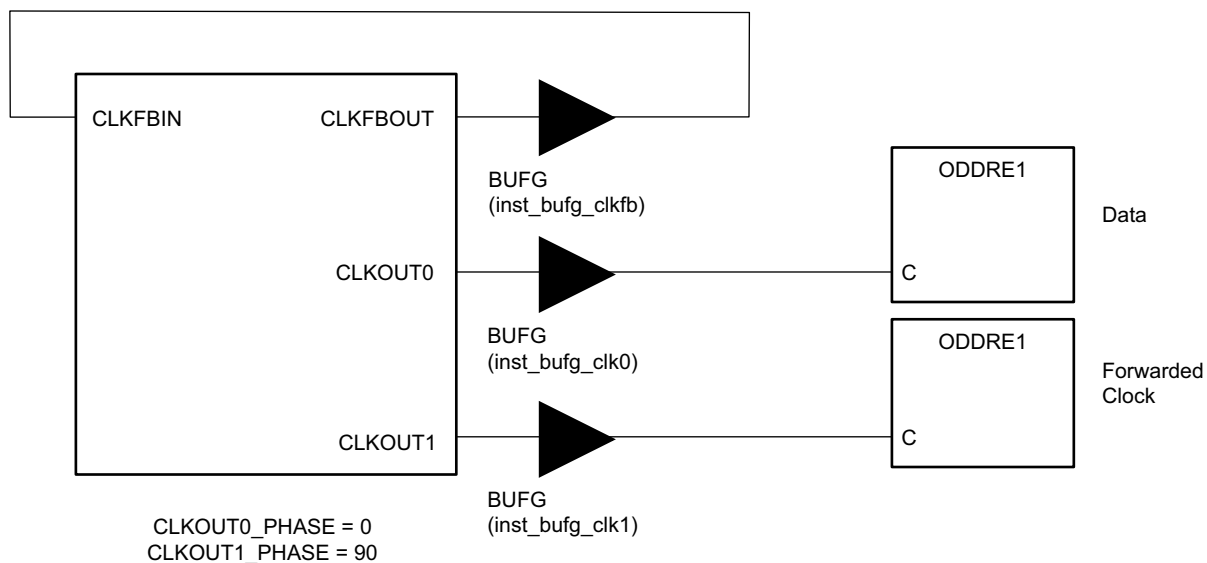 CLKFBIN
CLKFBOUT
BUFG
(inst_bufg_clkfb)
ODDRE1
Data
C
CLKOUT0
BUFG
(inst_bufg_clk0)
ODDRE1
Forwarded
Clock
C
CLKOUT1
BUFG
(inst_bufg_clk1)
CLKOUT0_PHASE = 0
CLKOUT1_PHASE = 90